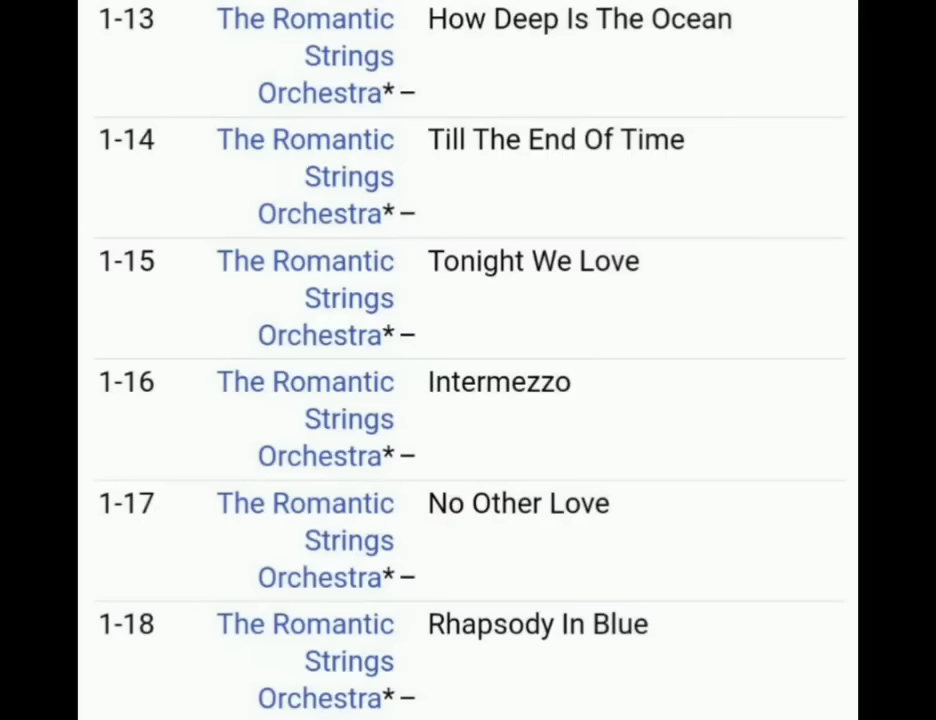 1-13 The Romantic How Deep Is The Ocean
Strings
Orchestra* –
1-14 The Romantic Till The End Of Time
Strings
Orchestra* –
1-15 The Romantic Tonight We Love
Strings
Orchestra* –
1-16 The Romantic Intermezzo
Strings
Orchestra* –
1-17 The Romantic No Other Love
Strings
Orchestra* –
1-18 The Romantic Rhapsody In Blue
Strings
Orchestra* –